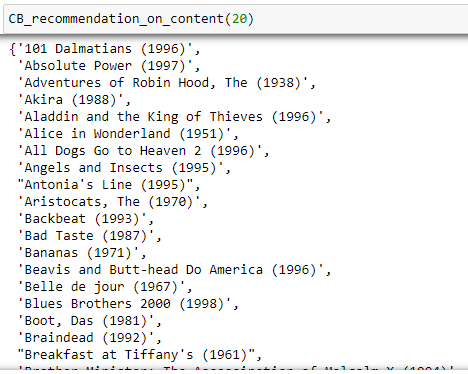 CB_recommendation_on_content(20)
{'101 Dalmatians (1996)',
'Absolute Power (1997)',
'Adventures of Robin Hood, The (1938)',
'Akira (1988)',
'Aladdin and the King of Thieves (1996)',
'Alice in Wonderland (1951)',
'All Dogs Go to Heaven 2 (1996)',
'Angels and Insects (1995)',
"Antonia's Line (1995)",
'Aristocats, The (1970)',
'Backbeat (1993)',
'Bad Taste (1987)',
'Bananas (1971)',
'Beavis and Butt-head Do America (1996)',
'Belle de jour (1967)',
'Blues Brothers 2000 (1998)',
'Boot, Das (1981)',
'Braindead (1992)',
"Breakfast at Tiffany's (1961)",
'Brother Minister: The Assassination of Malcolm X (1994)',